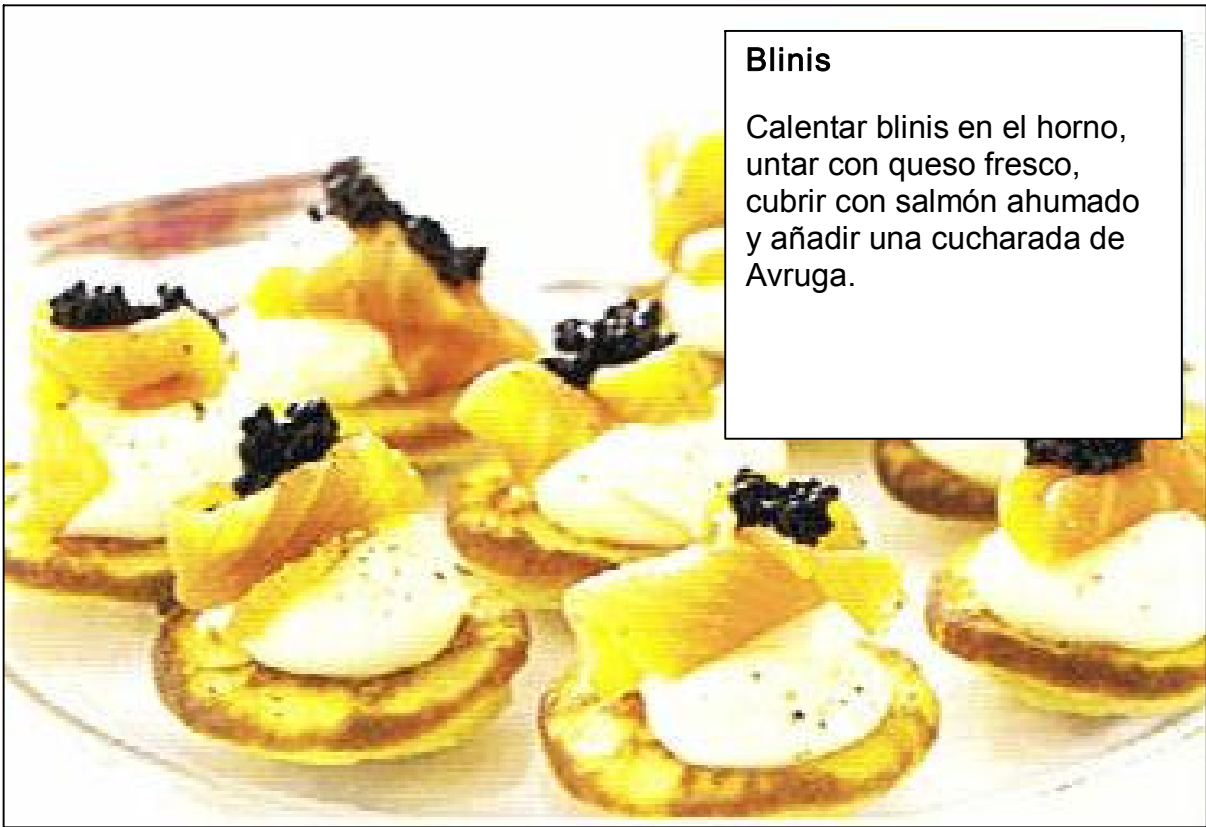 Blinis
Calentar blinis en el horno,
untar con queso fresco,
cubrir con salmón ahumado
y añadir una cucharada de
Avruga.